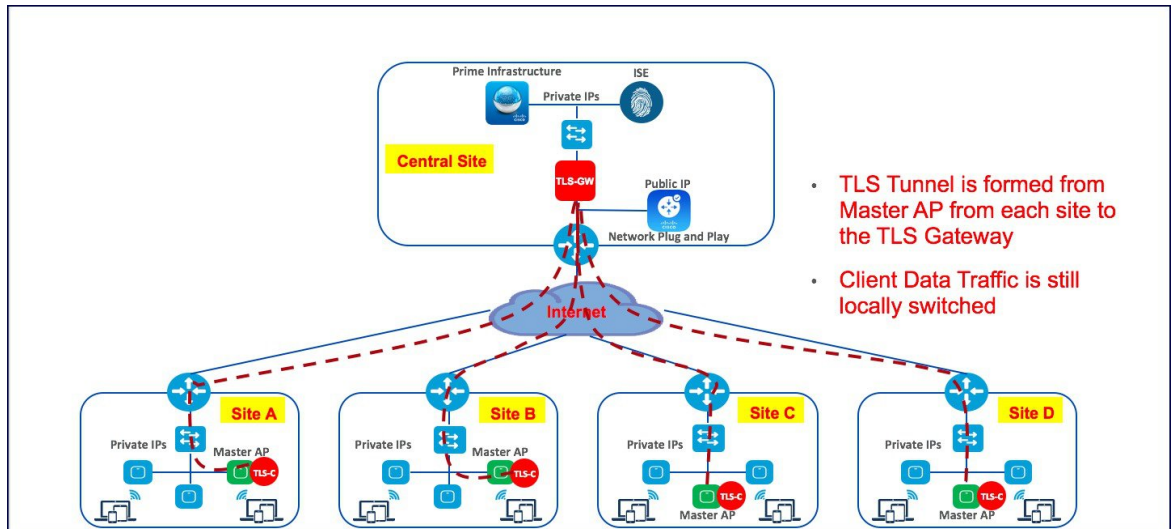 Prime Infrastructure
ISE
Private IPs
CISCO
Central Site
TLS-GW
Public IP
CISCO
Network Plug and Play
• TLS Tunnel is formed from
Master AP from each site to
the TLS Gateway
• Client Data Traffic is still
locally switched
Internet
Site A
Private IPs
Master AP
TLS-C
Site B
Private IPs
Master AP
TLS-C
Site C
Private IPs
TLS-C
Master AP
Site D
Private IPs
TLS-C
Master AP